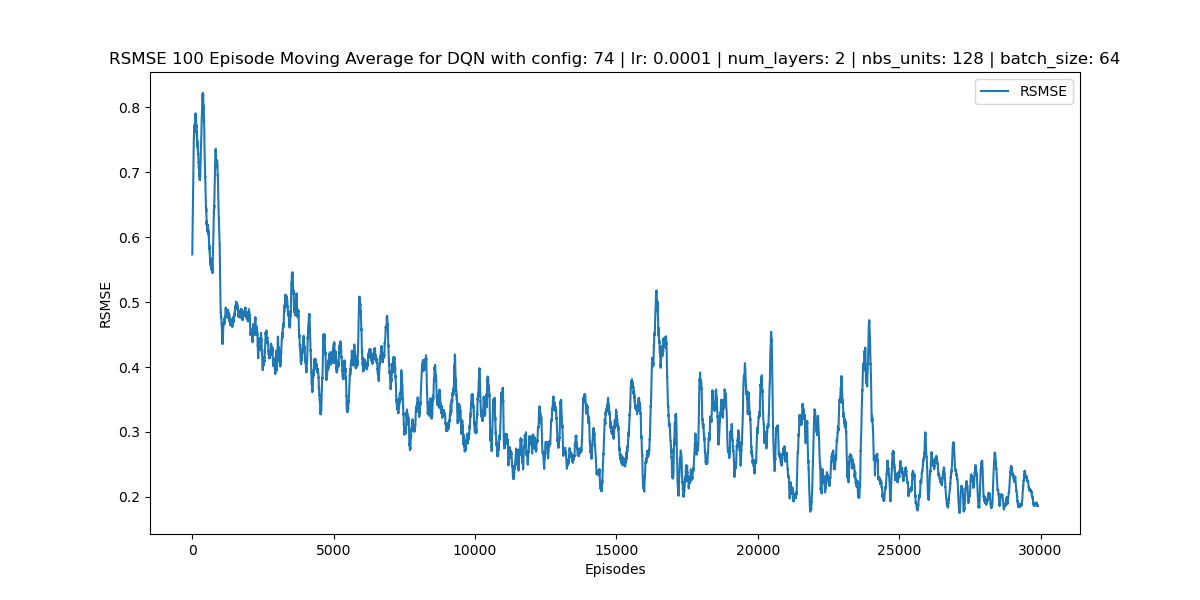 RSMSE 100 Episode Moving Average for DQN with config: 74 | lr: 0.0001 | num_layers: 2 | nbs_units: 128 | batch_size: 64
RSMSE
0.8
0.7
0.6
0.5
0.4
0.3
0.2
RSMSE
0 5000 10000 15000 20000 25000 30000
Episodes